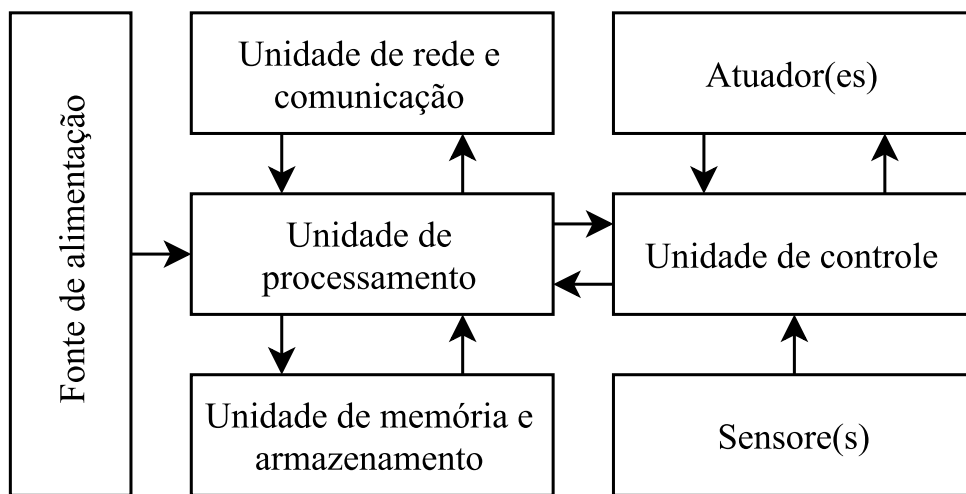 Fonte de alimentação
Unidade de rede e
comunicação
Atuador(es)
Unidade de
processamento
Unidade de controle
Unidade de memória e
armazenamento
Sensore(s)